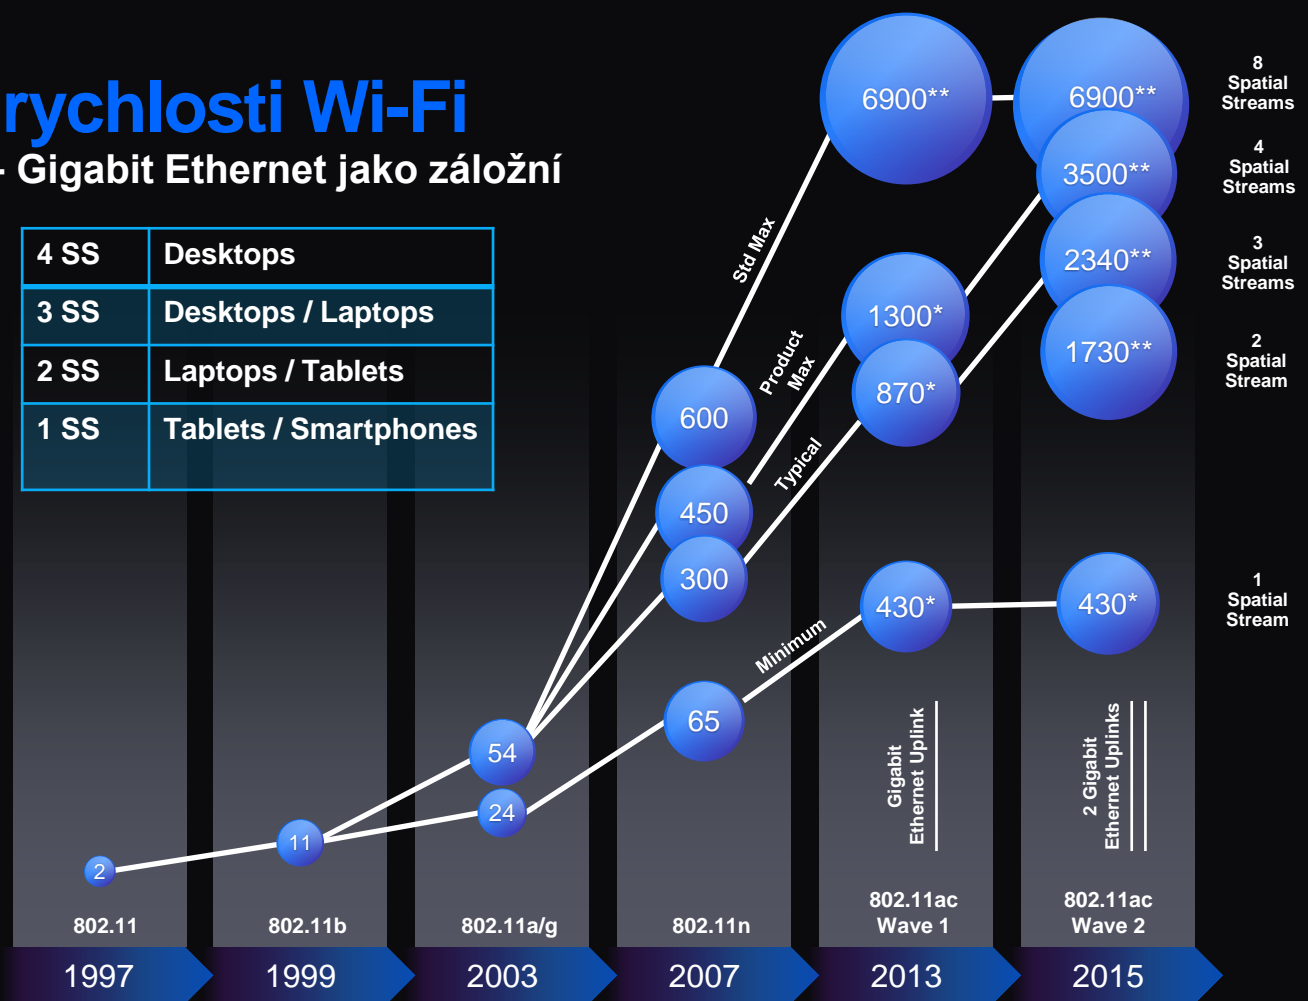 rychlosti Wi-Fi
- Gigabit Ethernet jako záložní
4 SS Desktops
3 SS Desktops / Laptops
2 SS Laptops / Tablets
1 SS Tablets / Smartphones
6900**
6900**
8
Spatial
Streams
3500**
4
Spatial
Streams
Std Max
2340**
3
Spatial
Streams
1300*
Product
Max
1730**
2
Spatial
Stream
870*
600
Typical
450
300
430*
430*
1
Spatial
Stream
Minimum
65
54
24
11
2
Gigabit
Ethernet Uplink
2 Gigabit
Ethernet Uplinks
802.11
802.11b
802.11a/g
802.11n
802.11ac
Wave 1
802.11ac
Wave 2
1997
1999
2003
2007
2013
2015